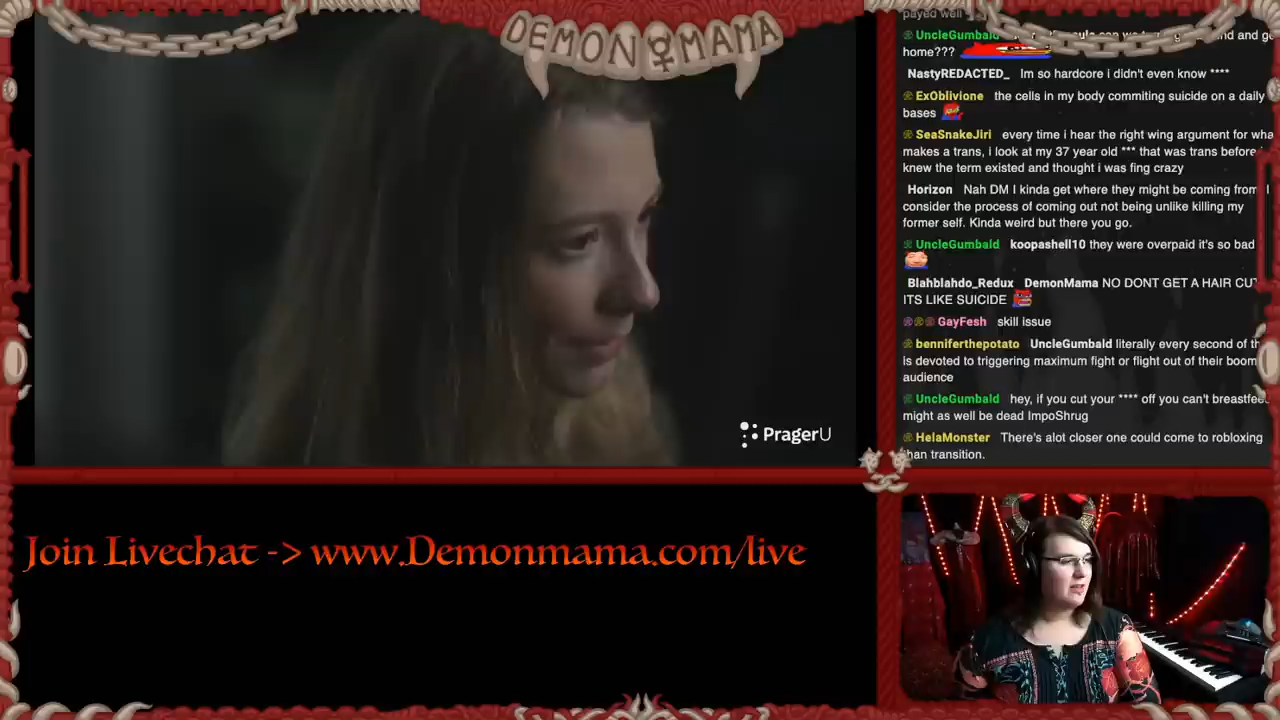 DEMON MAMA
payed well
UncleGumbald
home???
NastyREDACTED_ Im so hardcore i didn't even know ****
ExOblivione the cells in my body commiting suicide on a daily
bases
SeaSnakeJiri every time i hear the right wing argument for wha
makes a trans, i look at my 37 year old *** that was trans before
knew the term existed and thought i was fing crazy
Horizon Nah DM I kinda get where they might be coming from I
consider the process of coming out not being unlike killing my
former self. Kinda weird but there you go.
UncleGumbald koopashell10 they were overpaid it's so bad
Blahblahdo_Redux DemonMama NO DONT GET A HAIR CUT
ITS LIKE SUICIDE
GayFesh skill issue
benniferthepotato UncleGumbald literally every second of th
is devoted to triggering maximum fight or flight out of their boom
audience
UncleGumbald hey, if you cut your **** off you can't breastfee
might as well be dead ImpoShrug
HelaMonster There's alot closer one could come to robloxing
than transition.
PragerU
Join Livechat -> www.Demonmama.com/live